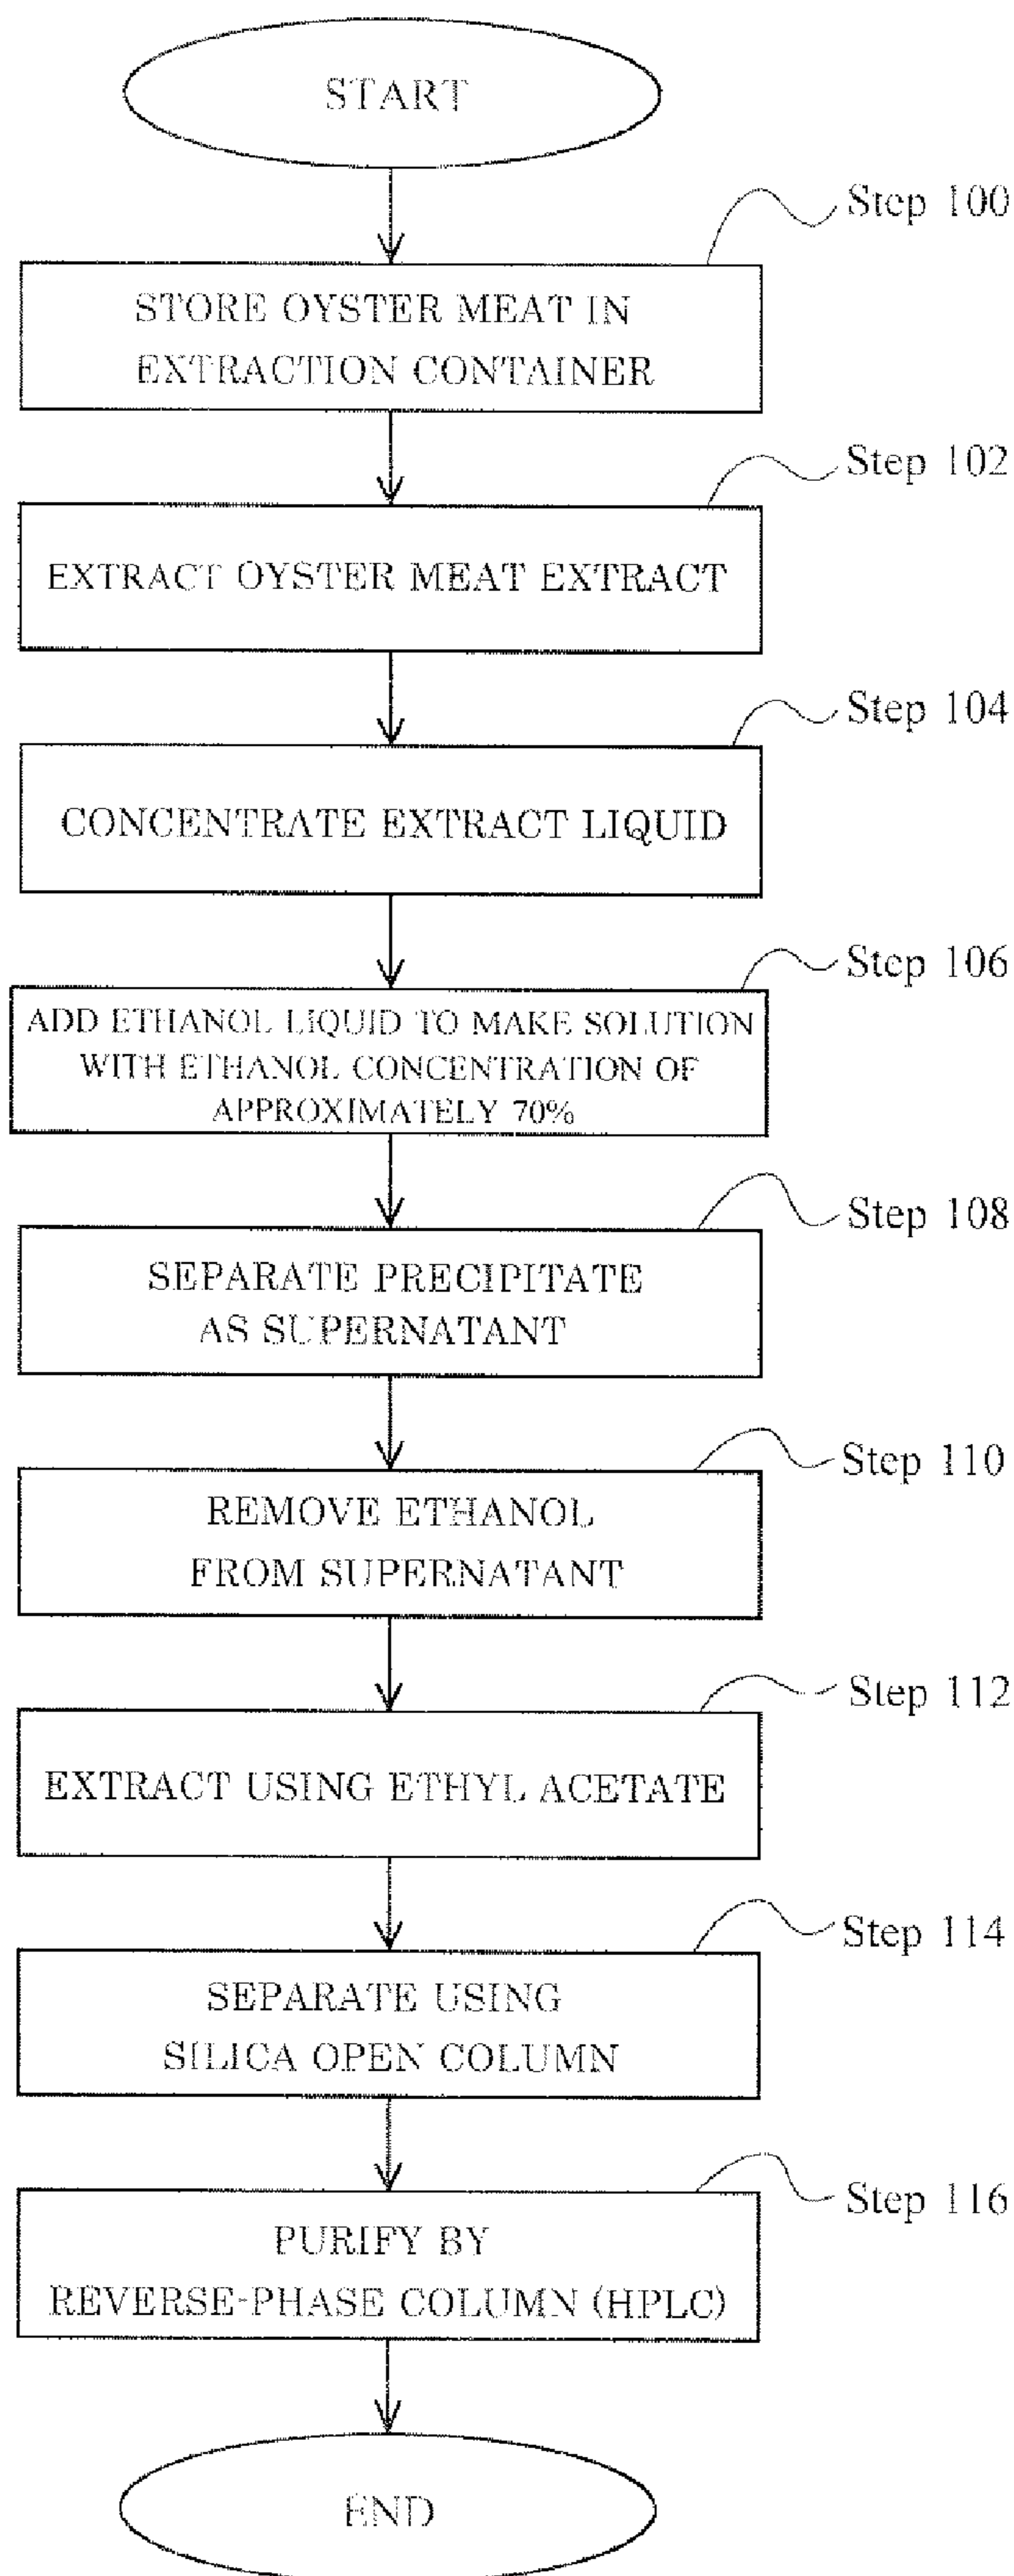 START
Step 100
STORE OYSTER MEAT IN
EXTRACTION CONTAINER
Step 102
EXTRACT OYSTER MEAT EXTRACT
Step 104
CONCENTRATE EXTRACT LIQUID
Step 106
ADD ETHANOL LIQUID TO MAKE SOLUTION
WITH ETHANOL CONCENTRATION OF
APPROXIMATELY 70%
Step 108
SEPARATE PRECIPITATE
AS SUPERNATANT
Step 110
REMOVE ETHANOL
FROM SUPERNATANT
Step 112
EXTRACT USING ETHYL ACETATE
Step 114
SEPARATE USING
SILICA OPEN COLUMN
Step 116
PURIFY BY
REVERSE-PHASE COLUMN (HPLC)
END